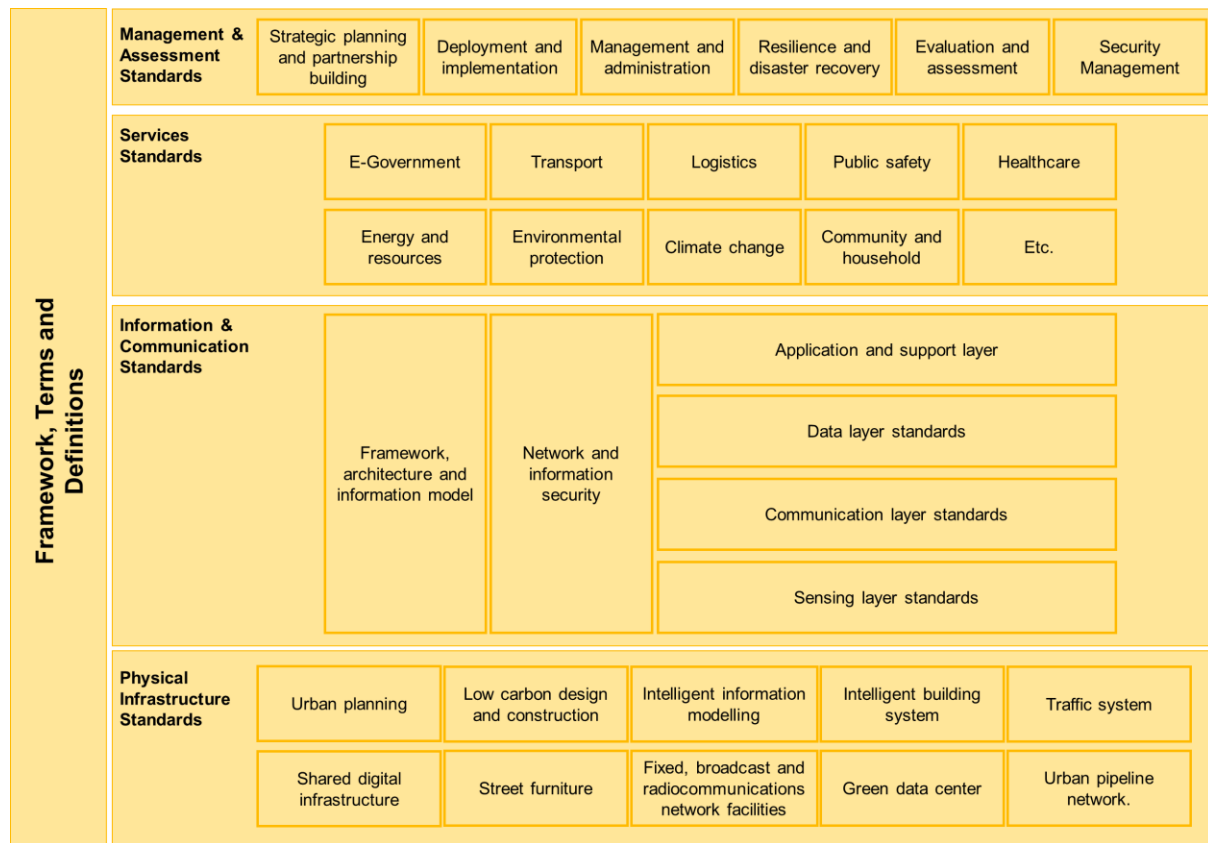 Framework, Terms and
Definitions
Management &
Assessment
Standards
Strategic planning
and partnership
building
Deployment and
implementation
Management and
administration
Resilience and
disaster recovery
Evaluation and
assessment
Security
Management
Services
Standards
E-Government
Transport
Logistics
Public safety
Healthcare
Energy and
resources
Environmental
protection
Climate change
Community and
household
Etc.
Information &
Communication
Standards
Framework,
architecture and
information model
Network and
information
security
Application and support layer
Data layer standards
Communication layer standards
Sensing layer standards
Physical
Infrastructure
Standards
Urban planning
Low carbon design
and construction
Intelligent information
modelling
Intelligent building
system
Traffic system
Shared digital
infrastructure
Street furniture
Fixed, broadcast and
radiocommunications
network facilities
Green data center
Urban pipeline
network.